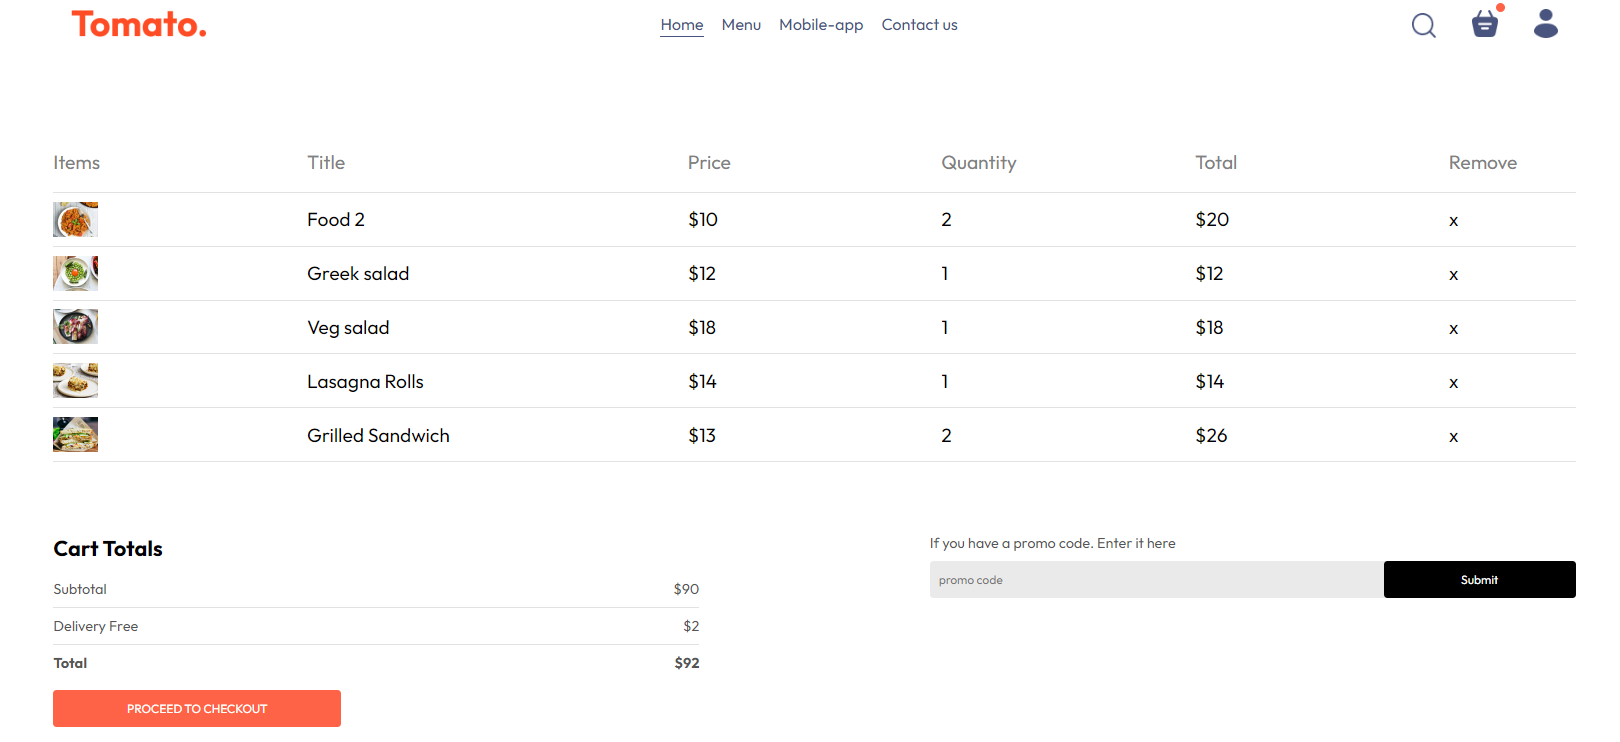 Tomato.
Home Menu Mobile-app Contact us
Items Title Price Quantity Total Remove
Food 2 $10 2 $20 x
Greek salad $12 1 $12 x
Veg salad $18 1 $18 x
Lasagna Rolls $14 1 $14 x
Grilled Sandwich $13 2 $26 x
Cart Totals
Subtotal $90
Delivery Free $2
Total $92
PROCEED TO CHECKOUT
If you have a promo code. Enter it here
promo code Submit